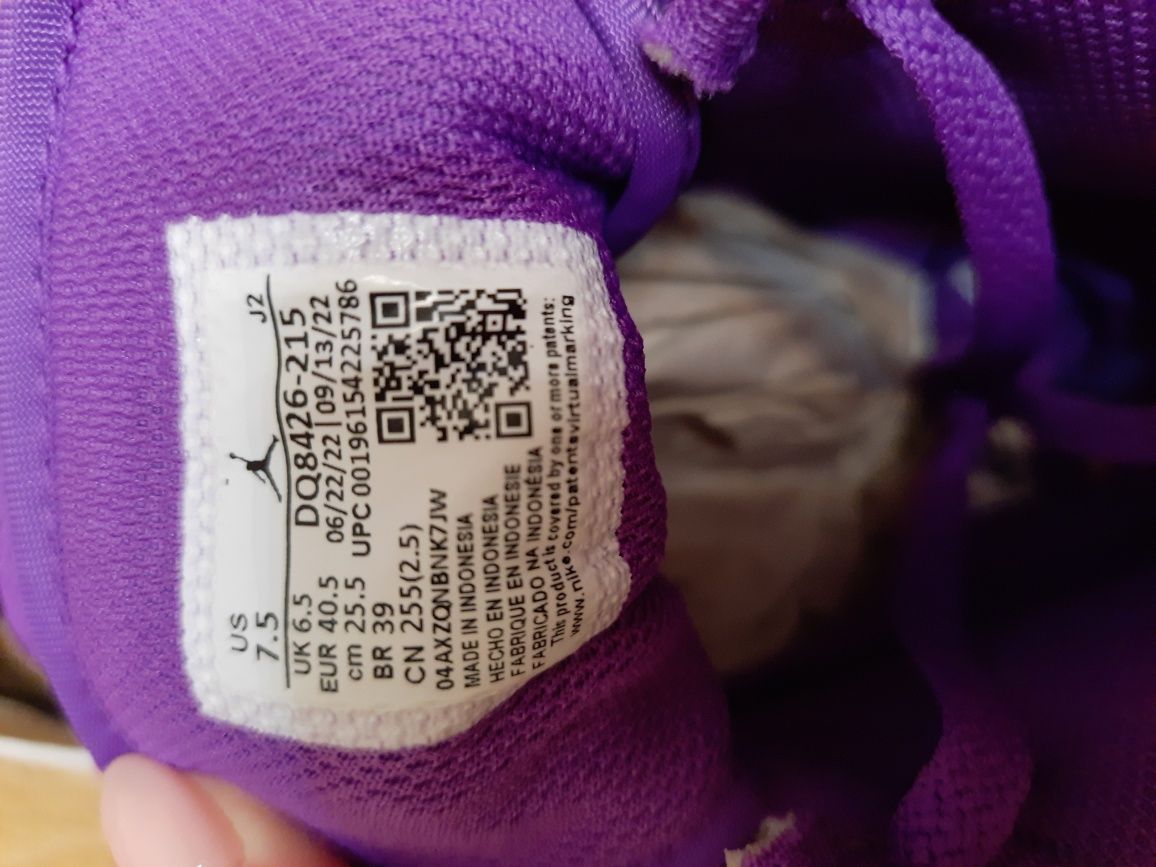 US
7.5
J2
UK 6.5
DQ8426-215
EUR 40.5
06/22/22 | 09/13/22
cm 25.5
UPC 00196154225786
BR 39
CN 255(2.5)
04AXZQNBNK7JW
MADE IN INDONESIA
HECHO EN INDONESIA
FABRIQUE EN INDONESIE
FABRICADO NA INDONÉSIA
This product is covered by one or more patents:
www.nike.com/patentsvirtualmarking